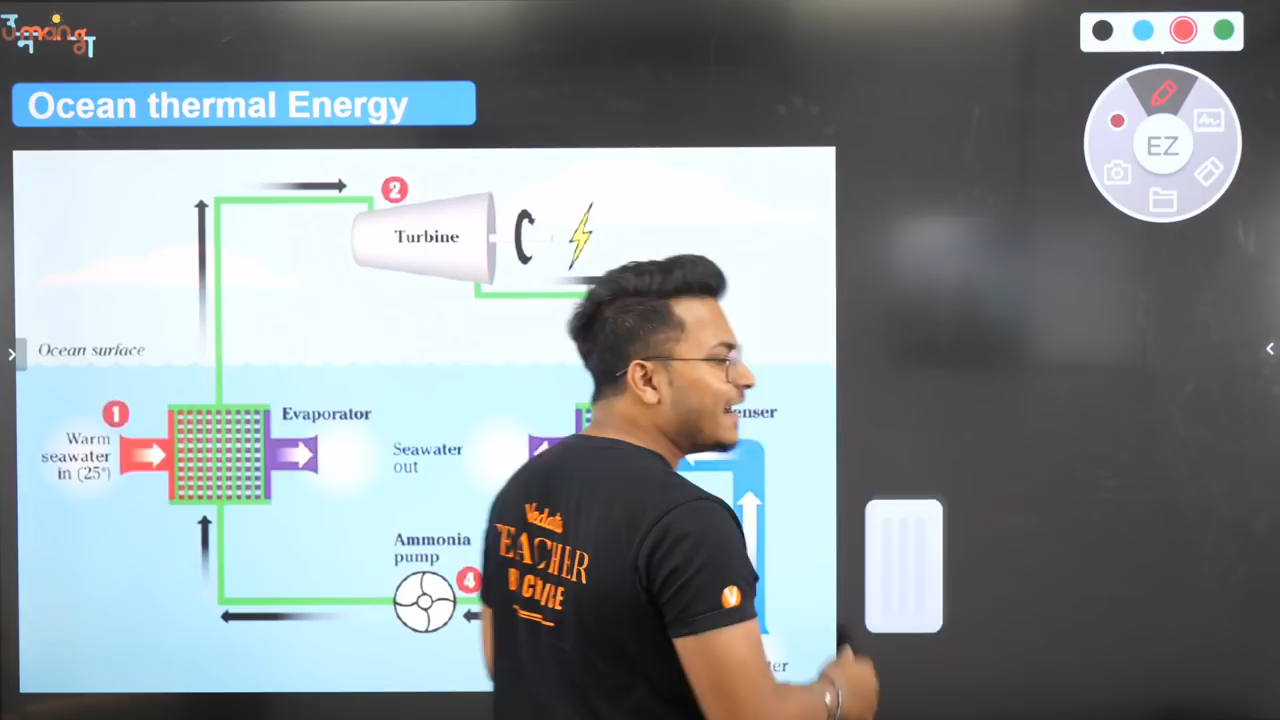 उमंग
Ocean thermal Energy
EZ
2
Turbine
Ocean surface
1
Evaporator
Warm
seawater
in (25°)
Seawater
out
Ammonia
pump
4
Vedantu
TEACHER
V